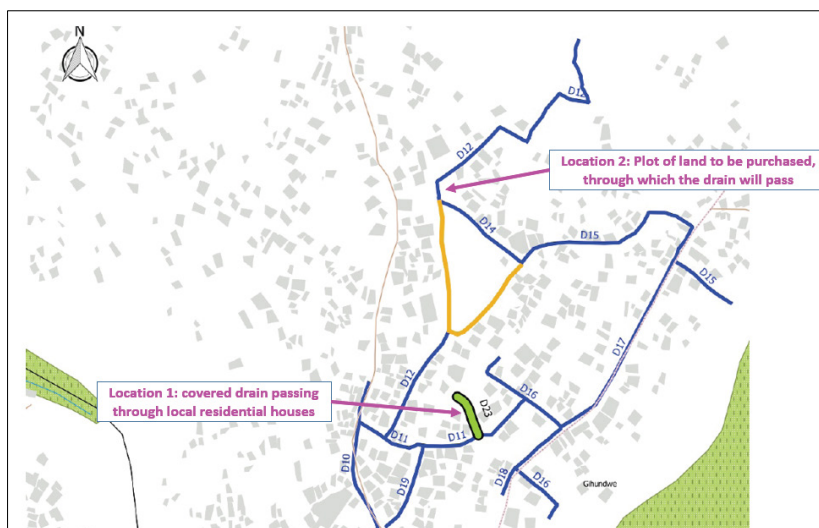 N
D12
D12
Location 2: Plot of land to be purchased,
through which the drain will pass
D14
D15
D15
D17
D12
Location 1: covered drain passing
through local residential houses
D23
D16
D11
D11
D10
D19
D18
D16
Gihundwe